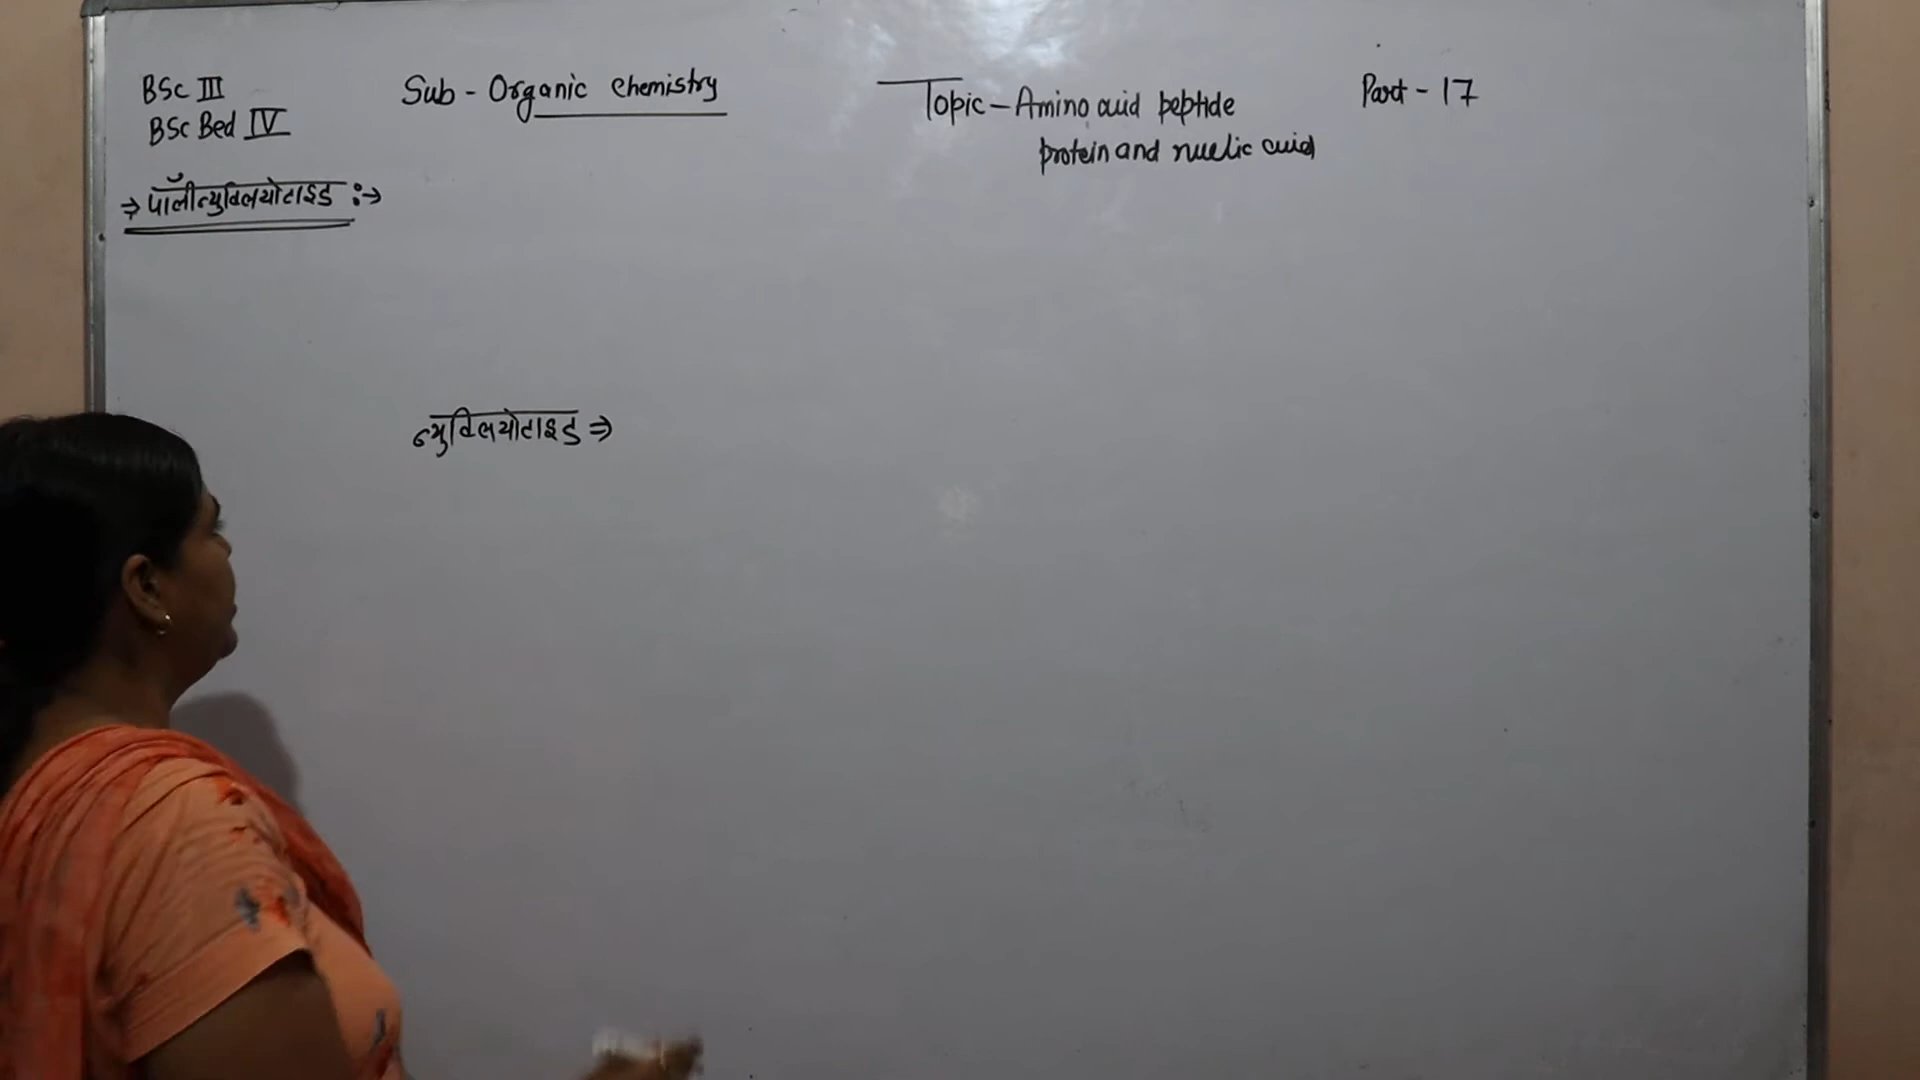 BSc III
BSc Bed IV
Sub - Organic chemistry
Topic - Amino acid peptide
protein and nuclic acid
Part - 17
⇒ पॉलीन्युक्लियोटाइड :→
न्युक्लियोटाइड ⇒